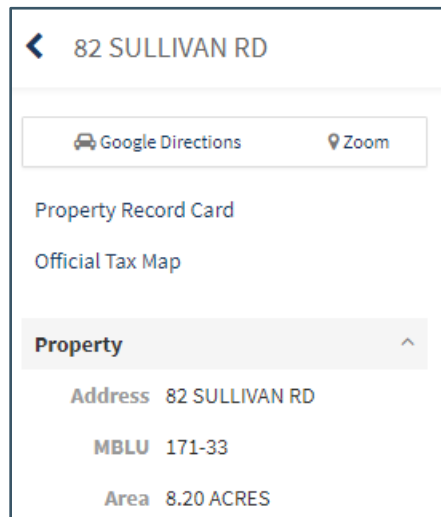 82 SULLIVAN RD
Google Directions Zoom
Property Record Card
Official Tax Map
Property
Address 82 SULLIVAN RD
MBLU 171-33
Area 8.20 ACRES